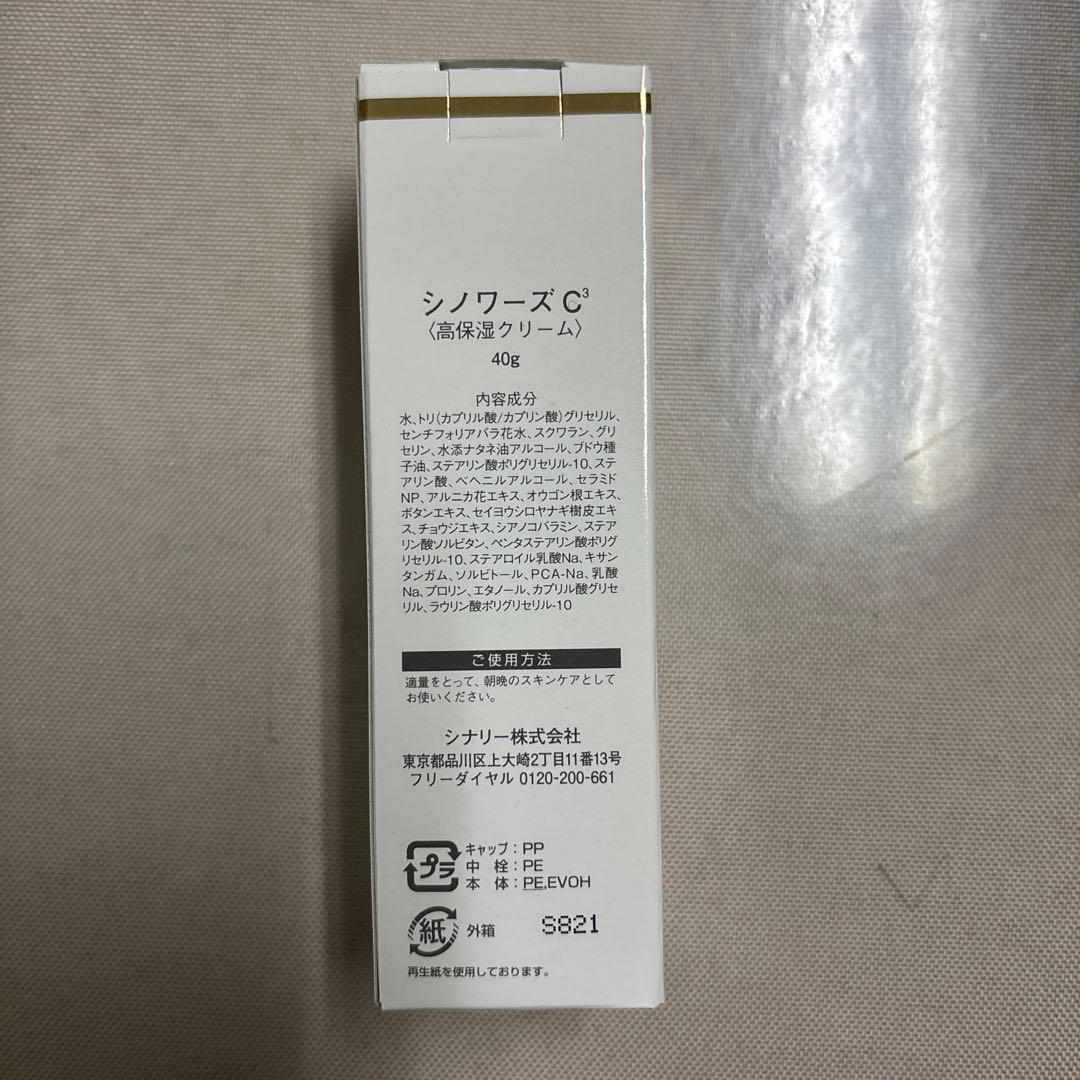 シノワーズ C³
〈高保湿クリーム〉
40g
内容成分
水、トリ(カプリル酸/カプリン酸)グリセリル、
センチフォリアバラ花水、スクワラン、グリ
セリン、水添ナタネ油アルコール、ブドウ種
子油、ステアリン酸ポリグリセリル-10、ステ
アリン酸、ベヘニルアルコール、セラミド
NP、アルニカ花エキス、オウゴン根エキス、
ボタンエキス、セイヨウシロヤナギ樹皮エキ
ス、チョウジエキス、シアノコバラミン、ステア
リン酸ソルビタン、ペンタステアリン酸ポリグ
リセリル-10、ステアロイル乳酸Na、キサン
タンガム、ソルビトール、PCA-Na、乳酸
Na、プロリン、エタノール、カプリル酸グリセ
リル、ラウリン酸ポリグリセリル-10
ご使用方法
適量をとって、朝晩のスキンケアとして
お使いください。
シナリー株式会社
東京都品川区上大崎2丁目11番13号
フリーダイヤル 0120-200-661
プラ
キャップ:PP
中 栓:PE
本 体:PE,EVOH
紙 外箱 S821
再生紙を使用しております。